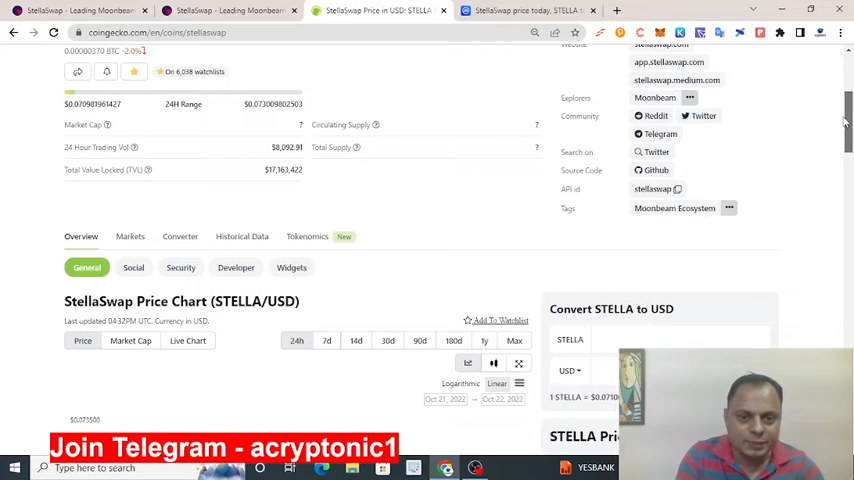 StellaSwap - Leading Moonbeam
StellaSwap - Leading Moonbeam
StellaSwap Price in USD: STELLA
StellaSwap price today, STELLA t
coingecko.com/en/coins/stellaswap
0.00000370 BTC -2.0%
On 6,038 watchlists
$0.070981961427 24H Range $0.073009802503
Market Cap ?
Circulating Supply ?
24 Hour Trading Vol $8,092.91
Total Supply ?
Total Value Locked (TVL) $17,163,422
Website stellaswap.com
app.stellaswap.com
stellaswap.medium.com
Explorers Moonbeam
Community Reddit Twitter
Telegram
Search on Twitter
Source Code Github
API id stellaswap
Tags Moonbeam Ecosystem
Overview Markets Converter Historical Data Tokenomics New
General Social Security Developer Widgets
StellaSwap Price Chart (STELLA/USD)
Last updated 04:32PM UTC. Currency in USD.
Add To Watchlist
Price Market Cap Live Chart
24h 7d 14d 30d 90d 180d 1y Max
Logarithmic Linear
Oct 21, 2022 → Oct 22, 2022
$0.073500
Convert STELLA to USD
STELLA
USD
1 STELLA = $0.0710
STELLA Pri
Join Telegram - acryptonic1
Type here to search
YESBANK